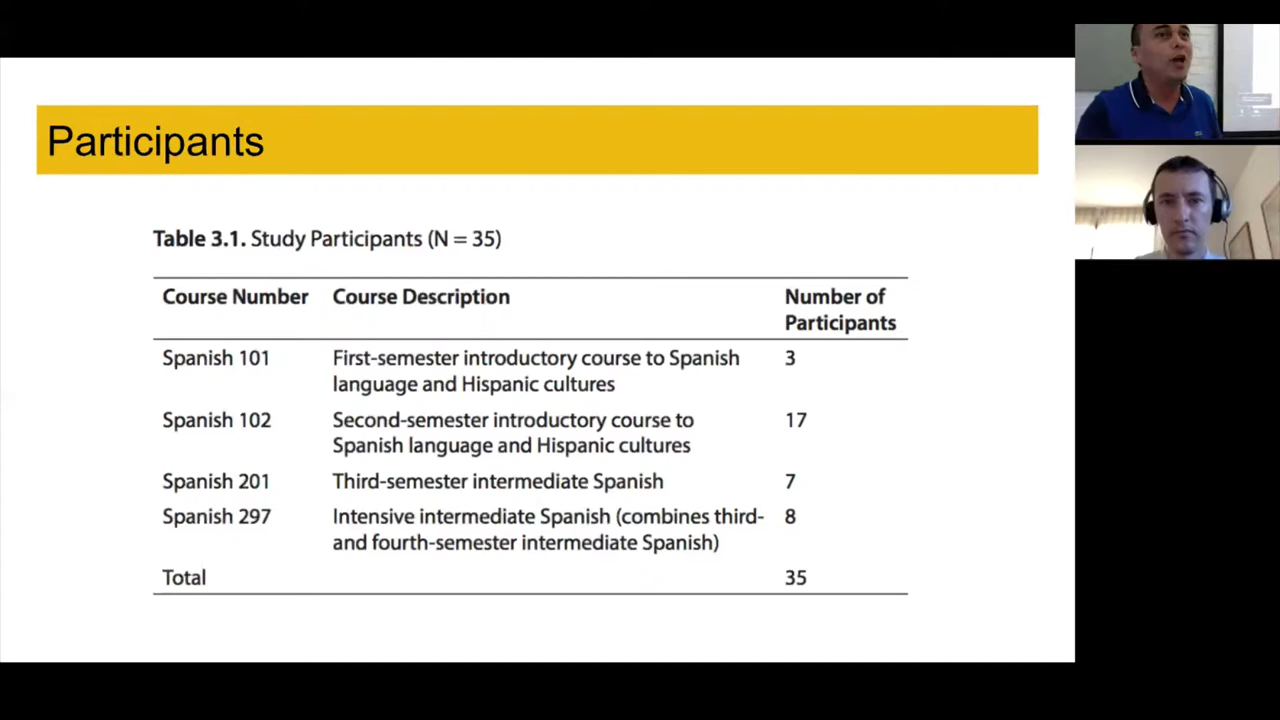 Participants
Table 3.1. Study Participants (N = 35)
Course Number Course Description Number of
Participants
Spanish 101 First-semester introductory course to Spanish 3
language and Hispanic cultures
Spanish 102 Second-semester introductory course to 17
Spanish language and Hispanic cultures
Spanish 201 Third-semester intermediate Spanish 7
Spanish 297 Intensive intermediate Spanish (combines third- 8
and fourth-semester intermediate Spanish)
Total 35